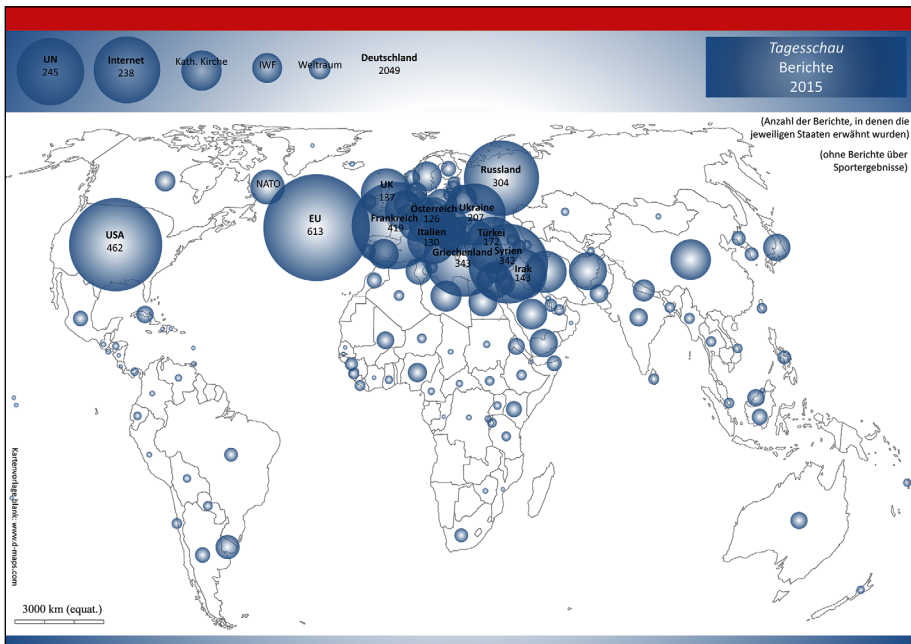 UN
245
Internet
238
Kath. Kirche
IWF
Weltraum
Deutschland
2049
Tagesschau
Berichte
2015
(Anzahl der Berichte, in denen die
jeweiligen Staaten erwähnt wurden)
(ohne Berichte über
Sportergebnisse)
Russland
304
NATO
UK
137
EU
613
USA
462
Österreich
126
Ukraine
207
Frankreich
419
Italien
130
Türkei
172
Griechenland
343
Syrien
342
Irak
143
Kartenvorlage blank: www.d-maps.com
3000 km (equat.)